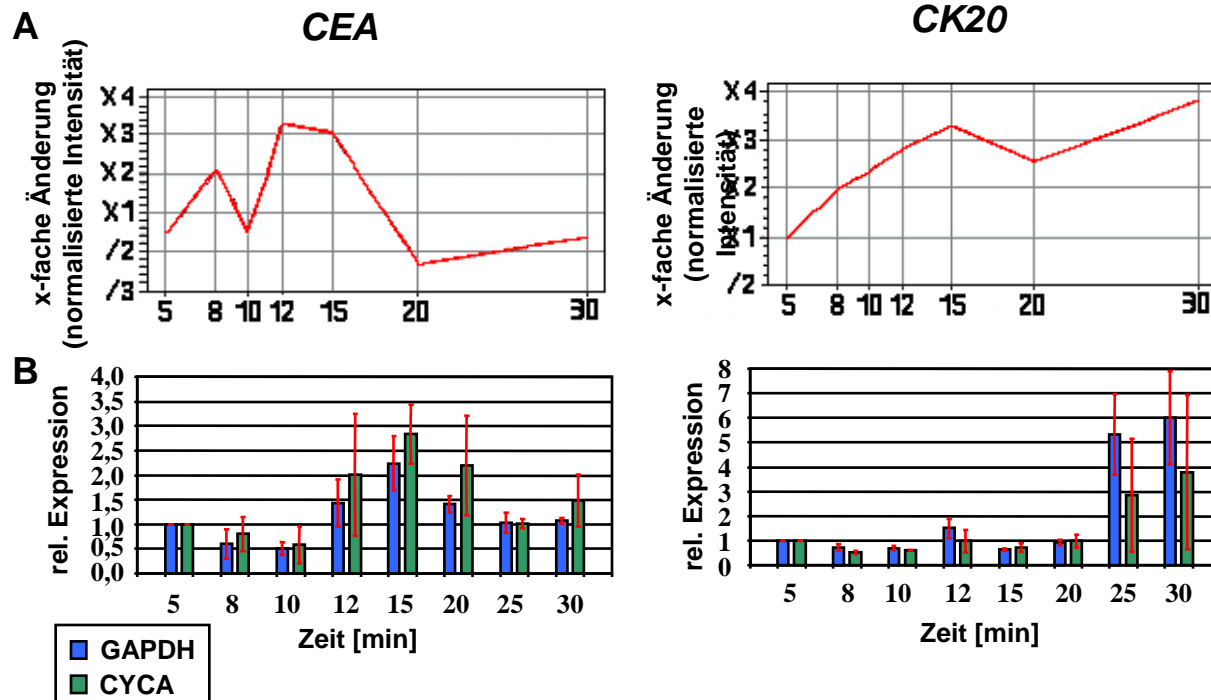 A
CEA
CK20
x-fache Änderung
(normalisierte Intensität)
X4
X3
X2
X1
/2
/3
5 8 10 12 15 20 30
x-fache Änderung
(normalisierte
Intensität)
X4
X3
X2
X1
/2
5 8 10 12 15 20 30
B
rel. Expression
4,0
3,5
3,0
2,5
2,0
1,5
1,0
0,5
0,0
5 8 10 12 15 20 25 30
Zeit [min]
rel. Expression
8
7
6
5
4
3
2
1
0
5 8 10 12 15 20 25 30
Zeit [min]
GAPDH
CYCA